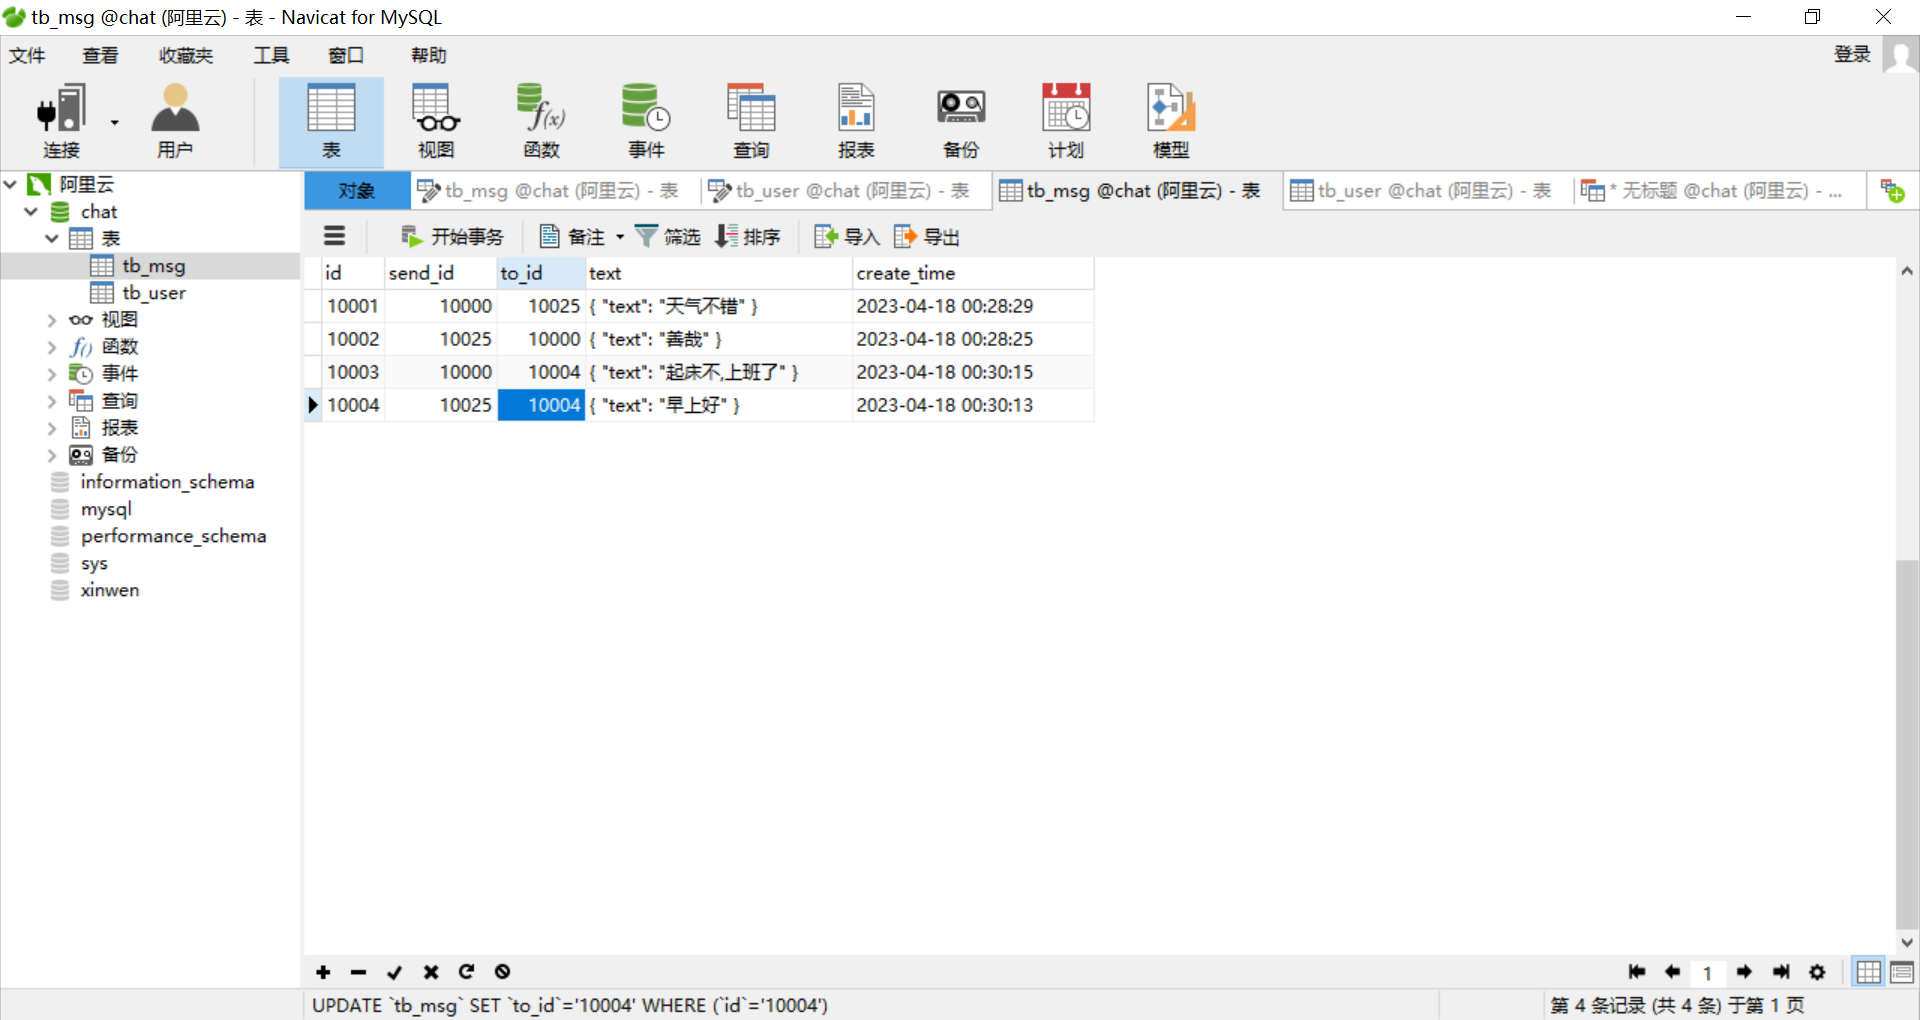 tb_msg @chat (阿里云) - 表 - Navicat for MySQL
文件 查看 收藏夹 工具 窗口 帮助 登录
连接 用户 表 视图 函数 事件 查询 报表 备份 计划 模型
对象 tb_msg @chat (阿里云) - 表 tb_user @chat (阿里云) - 表 tb_msg @chat (阿里云) - 表 tb_user @chat (阿里云) - 表 * 无标题 @chat (阿里云) - ...
开始事务 备注 筛选 排序 导入 导出
阿里云
chat
表
tb_msg
tb_user
视图
函数
事件
查询
报表
备份
information_schema
mysql
performance_schema
sys
xinwen
id send_id to_id text create_time
10001 10000 10025 { "text": "天气不错" } 2023-04-18 00:28:29
10002 10025 10000 { "text": "善哉" } 2023-04-18 00:28:25
10003 10000 10004 { "text": "起床不,上班了" } 2023-04-18 00:30:15
10004 10025 10004 { "text": "早上好" } 2023-04-18 00:30:13
1
UPDATE `tb_msg` SET `to_id`='10004' WHERE (`id`='10004')
第 4 条记录 (共 4 条) 于第 1 页